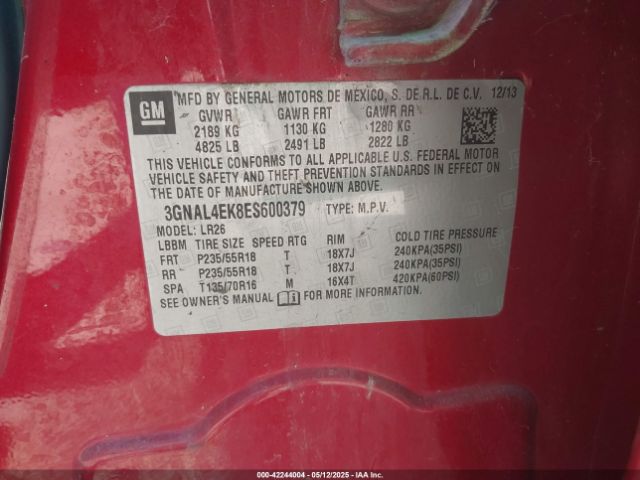 GM
MFD BY GENERAL MOTORS DE MÉXICO, S. DE R.L. DE C.V. 12/13
GVWR GAWR FRT GAWR RR
2189 KG 1130 KG 1280 KG
4825 LB 2491 LB 2822 LB
THIS VEHICLE CONFORMS TO ALL APPLICABLE U.S. FEDERAL MOTOR
VEHICLE SAFETY AND THEFT PREVENTION STANDARDS IN EFFECT ON
THE DATE OF MANUFACTURE SHOWN ABOVE.
3GNAL4EK8ES600379 TYPE: M.P.V.
MODEL: LR26
LBBM TIRE SIZE SPEED RTG RIM COLD TIRE PRESSURE
FRT P235/55R18 T 18X7J 240KPA(35PSI)
RR P235/55R18 T 18X7J 240KPA(35PSI)
SPA T135/70R16 M 16X4T 420KPA(60PSI)
SEE OWNER'S MANUAL FOR MORE INFORMATION.
000-42244004 - 05/12/2025 - IAAI.COM